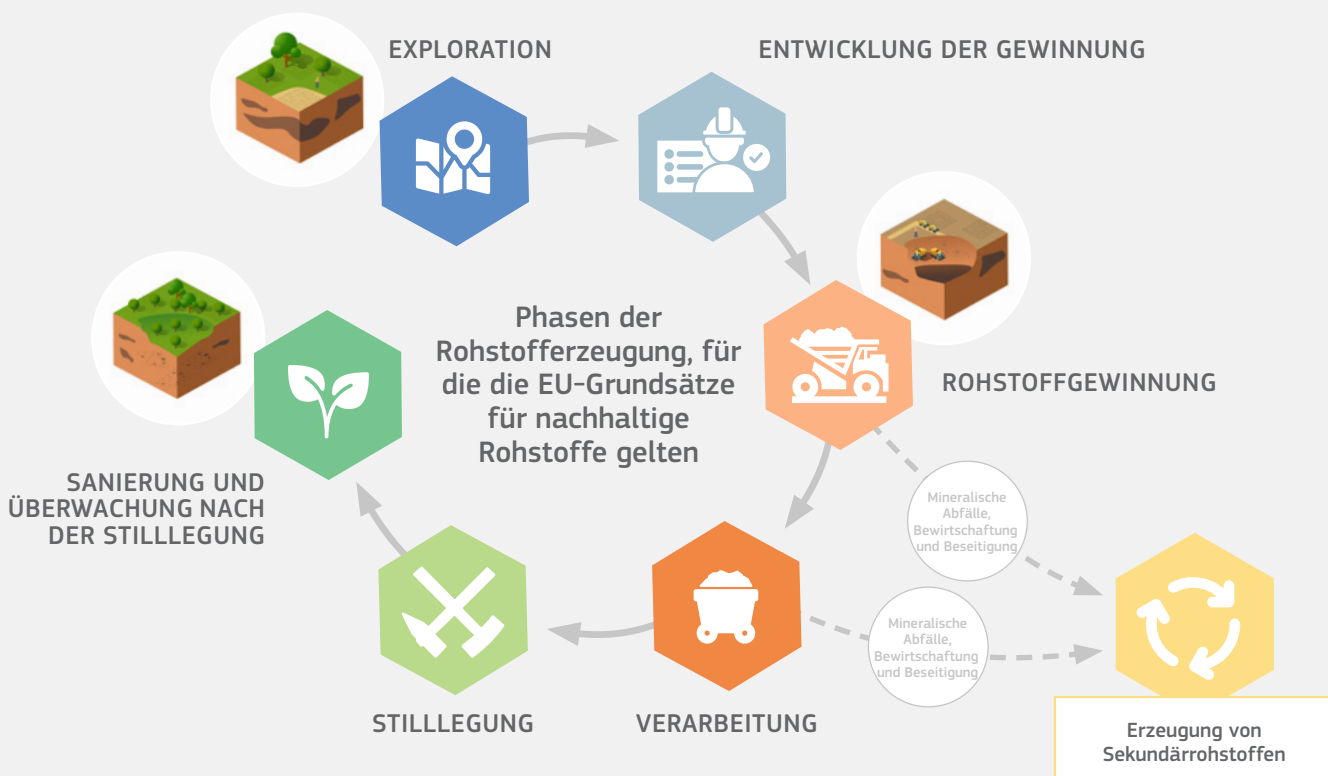 EXPLORATION
ENTWICKLUNG DER GEWINNUNG
Phasen der
Rohstofferzeugung, für
die die EU-Grundsätze
für nachhaltige
Rohstoffe gelten
ROHSTOFFGEWINNUNG
SANIERUNG UND
ÜBERWACHUNG NACH
DER STILLLEGUNG
Mineralische
Abfälle,
Bewirtschaftung
und Beseitigung
Mineralische
Abfälle,
Bewirtschaftung
und Beseitigung
STILLLEGUNG
VERARBEITUNG
Erzeugung von
Sekundärrohstoffen